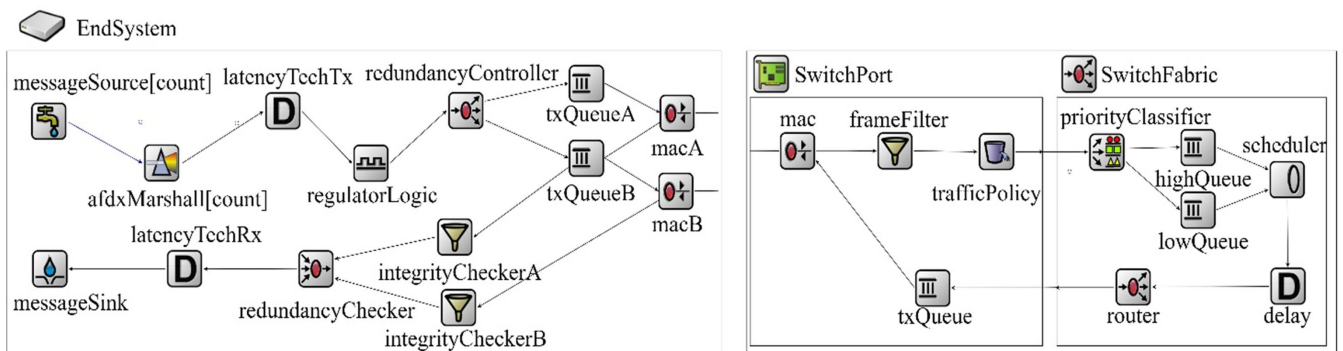 EndSystem
messageSource[count]
latencyTechTx
redundancyController
txQueueA
macA
afdxMarshall[count]
regulatorLogic
txQueueB
macB
latencyTechRx
integrityCheckerA
messageSink
redundancyChecker
integrityCheckerB
SwitchPort
mac
frameFilter
trafficPolicy
txQueue
SwitchFabric
priorityClassifier
scheduler
highQueue
lowQueue
router
delay
D
D
D